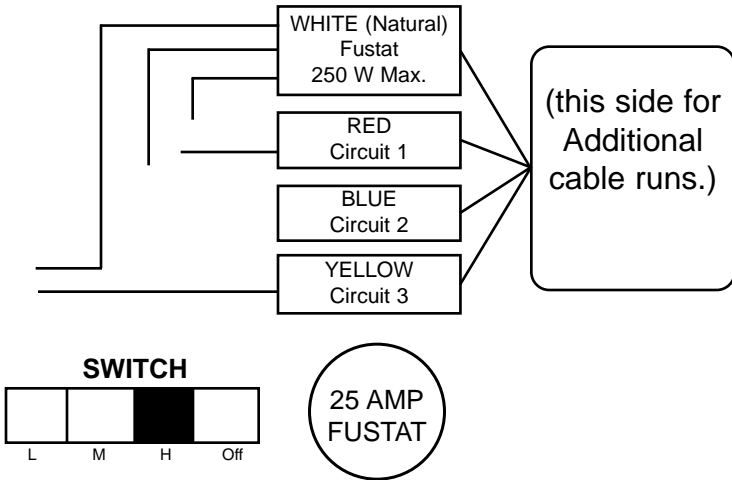 WHITE (Natural)
Fustat
250 W Max.
RED
Circuit 1
BLUE
Circuit 2
YELLOW
Circuit 3
(this side for
Additional
cable runs.)
SWITCH
L M H Off
25 AMP
FUSTAT